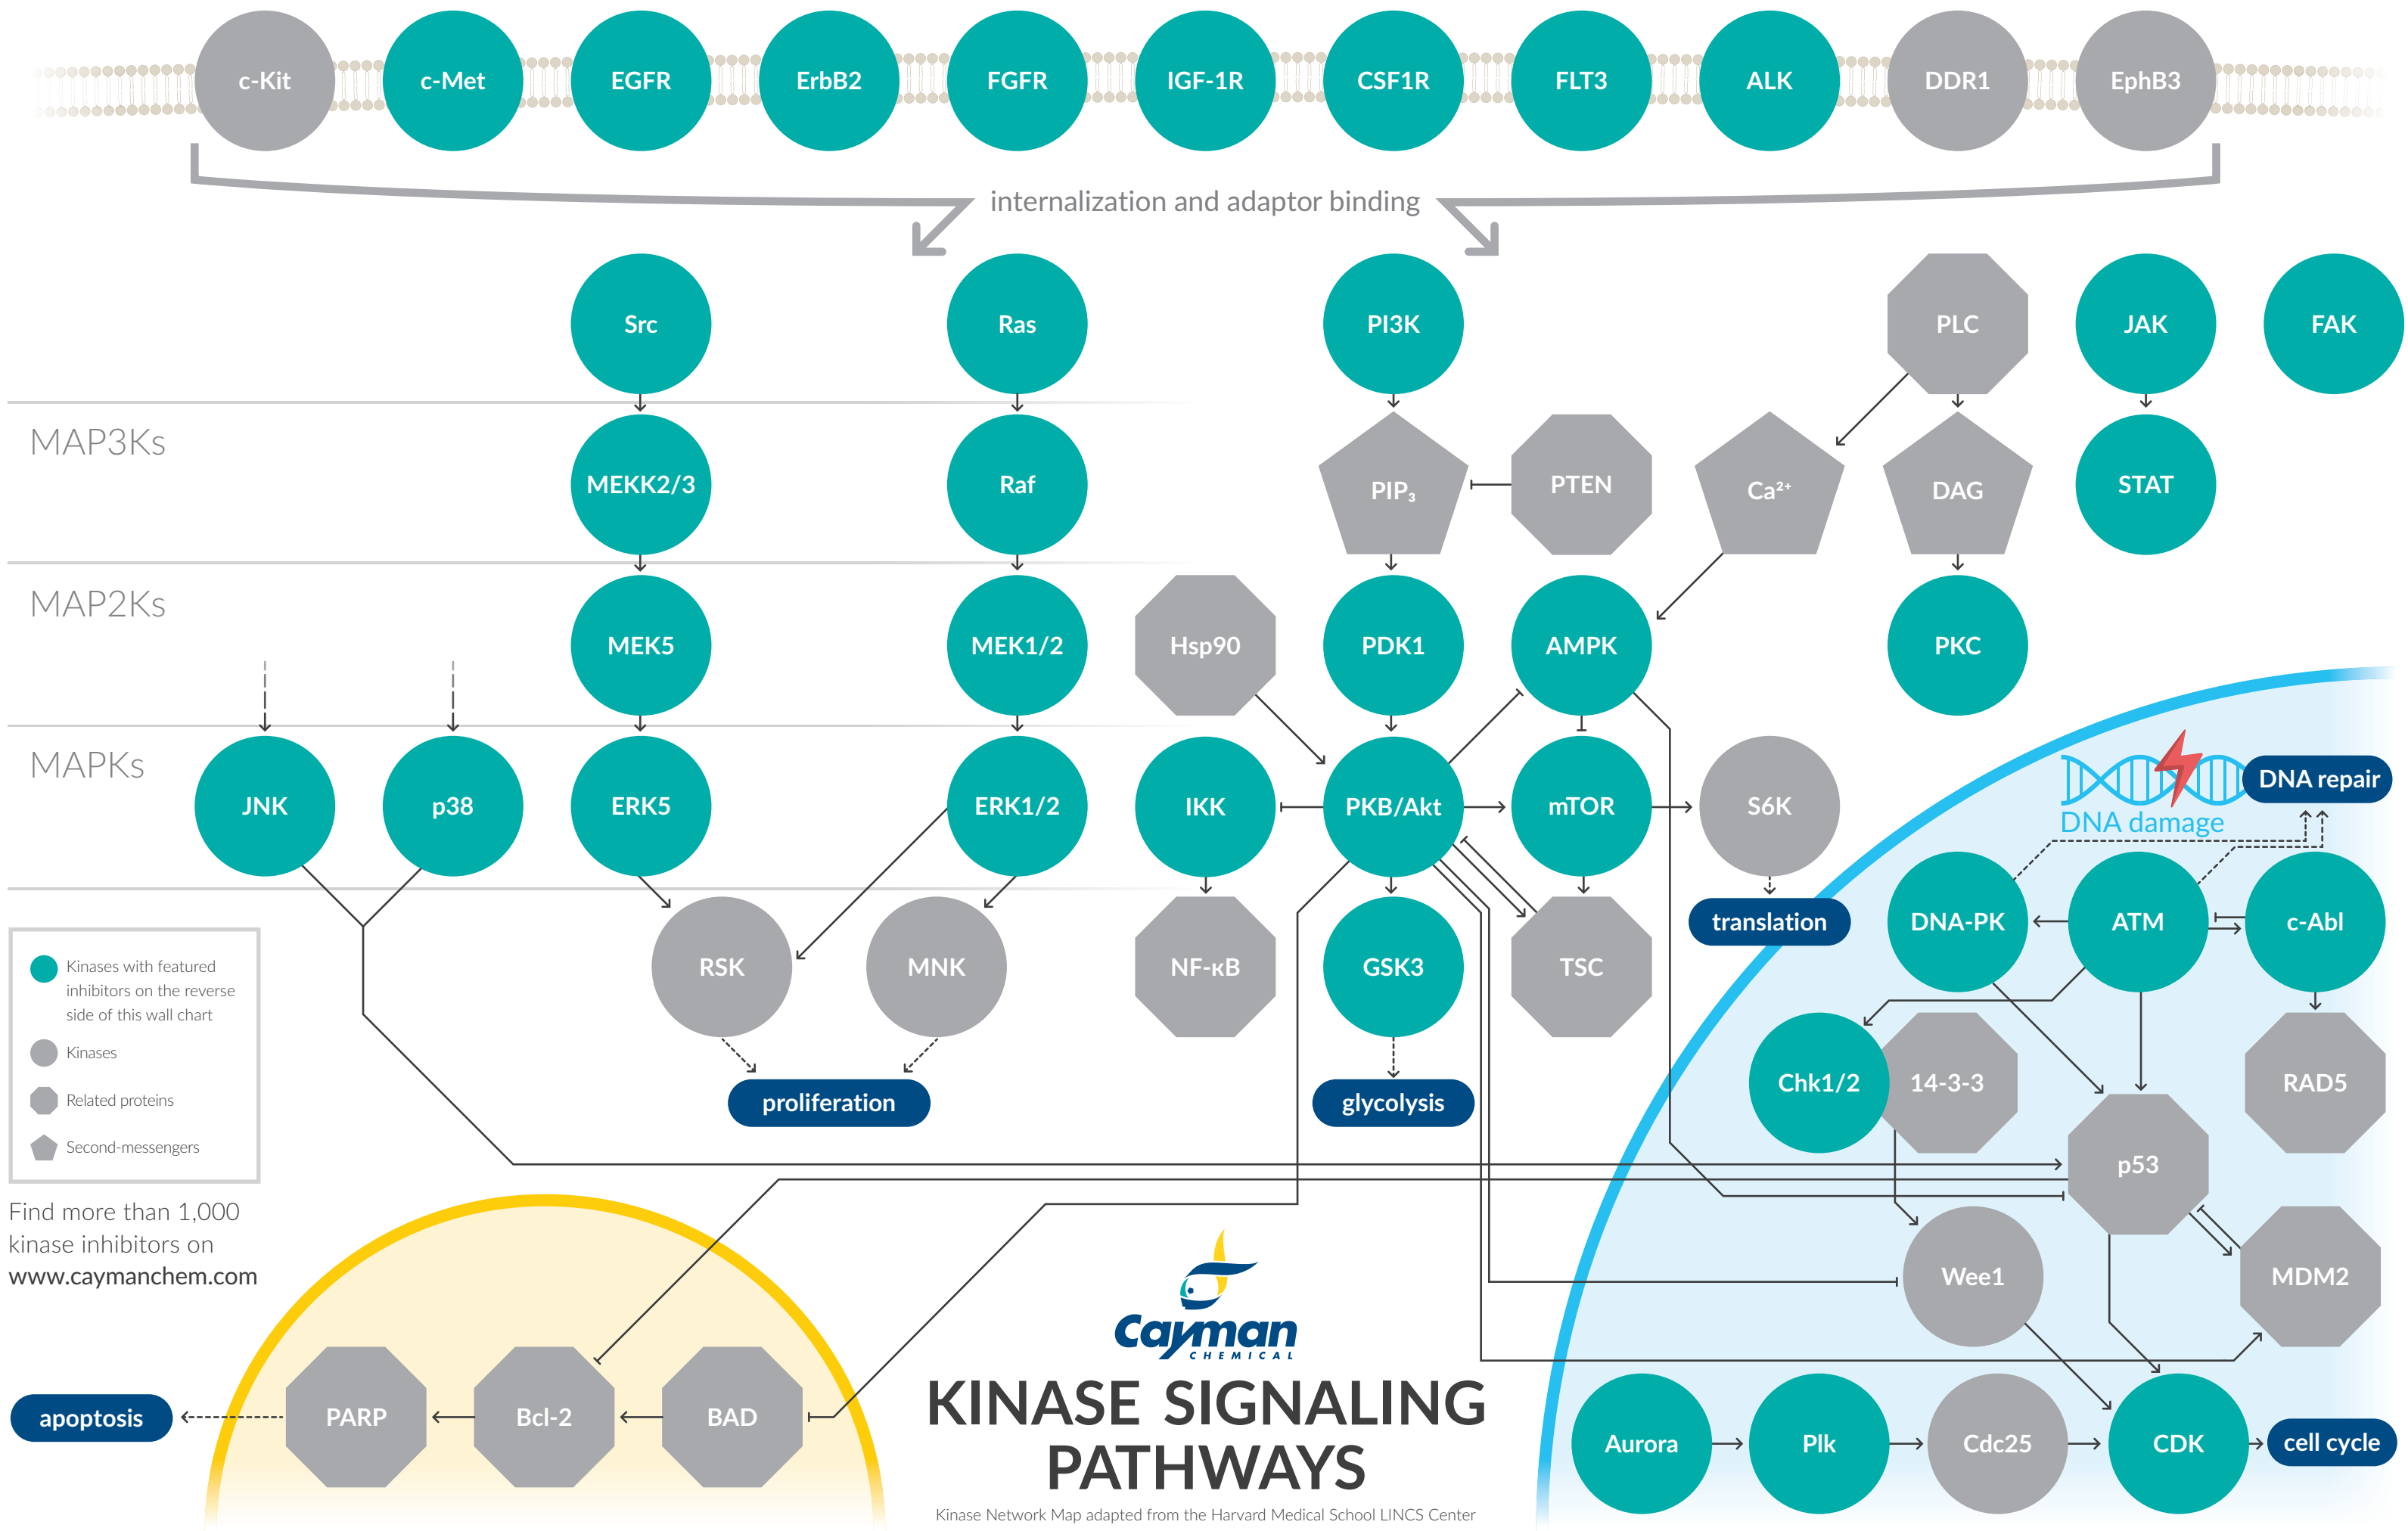 c-Kit
c-Met
EGFR
ErbB2
FGFR
IGF-1R
CSF1R
FLT3
ALK
DDR1
EphB3
internalization and adaptor binding
Src
Ras
PI3K
PLC
JAK
FAK
MAP3Ks
MEKK2/3
Raf
PIP₃
PTEN
Ca²⁺
DAG
STAT
MAP2Ks
MEK5
MEK1/2
Hsp90
PDK1
AMPK
PKC
MAPKs
JNK
p38
ERK5
ERK1/2
IKK
PKB/Akt
mTOR
S6K
DNA repair
DNA damage
RSK
MNK
NF-κB
GSK3
TSC
translation
DNA-PK
ATM
c-Abl
Kinases with featured
inhibitors on the reverse
side of this wall chart
Kinases
Related proteins
Second-messengers
proliferation
glycolysis
Chk1/2
14-3-3
RAD5
p53
Find more than 1,000
kinase inhibitors on
www.caymanchem.com
Wee1
MDM2
apoptosis
PARP
Bcl-2
BAD
Cayman
CHEMICAL
KINASE SIGNALING
PATHWAYS
Kinase Network Map adapted from the Harvard Medical School LINCS Center
Aurora
Plk
Cdc25
CDK
cell cycle